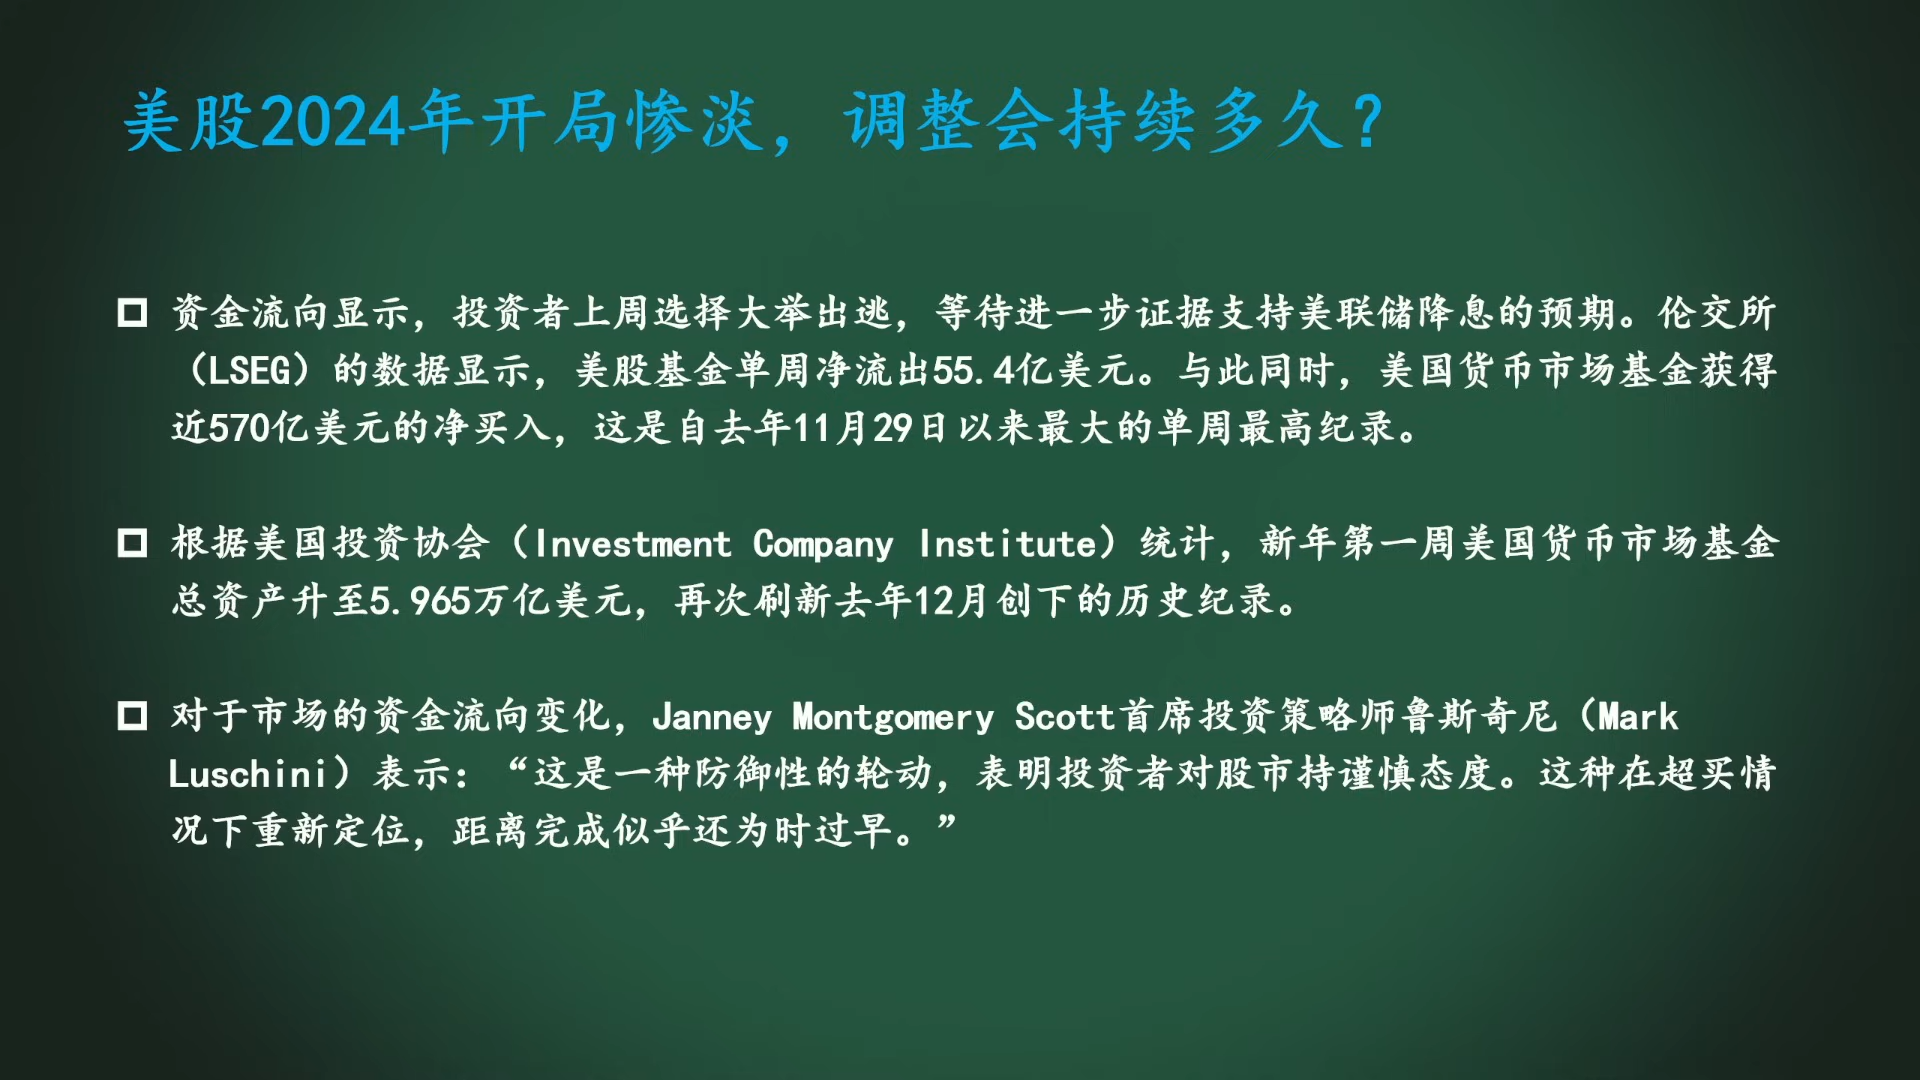 美股2024年开局惨淡，调整会持续多久？
资金流向显示，投资者上周选择大举出逃，等待进一步证据支持美联储降息的预期。伦交所
（LSEG）的数据显示，美股基金单周净流出55.4亿美元。与此同时，美国货币市场基金获得
近570亿美元的净买入，这是自去年11月29日以来最大的单周最高纪录。
根据美国投资协会（Investment Company Institute）统计，新年第一周美国货币市场基金
总资产升至5.965万亿美元，再次刷新去年12月创下的历史纪录。
对于市场的资金流向变化，Janney Montgomery Scott首席投资策略师鲁斯奇尼（Mark
Luschini）表示：“这是一种防御性的轮动，表明投资者对股市持谨慎态度。这种在超买情
况下重新定位，距离完成似乎还为时过早。”